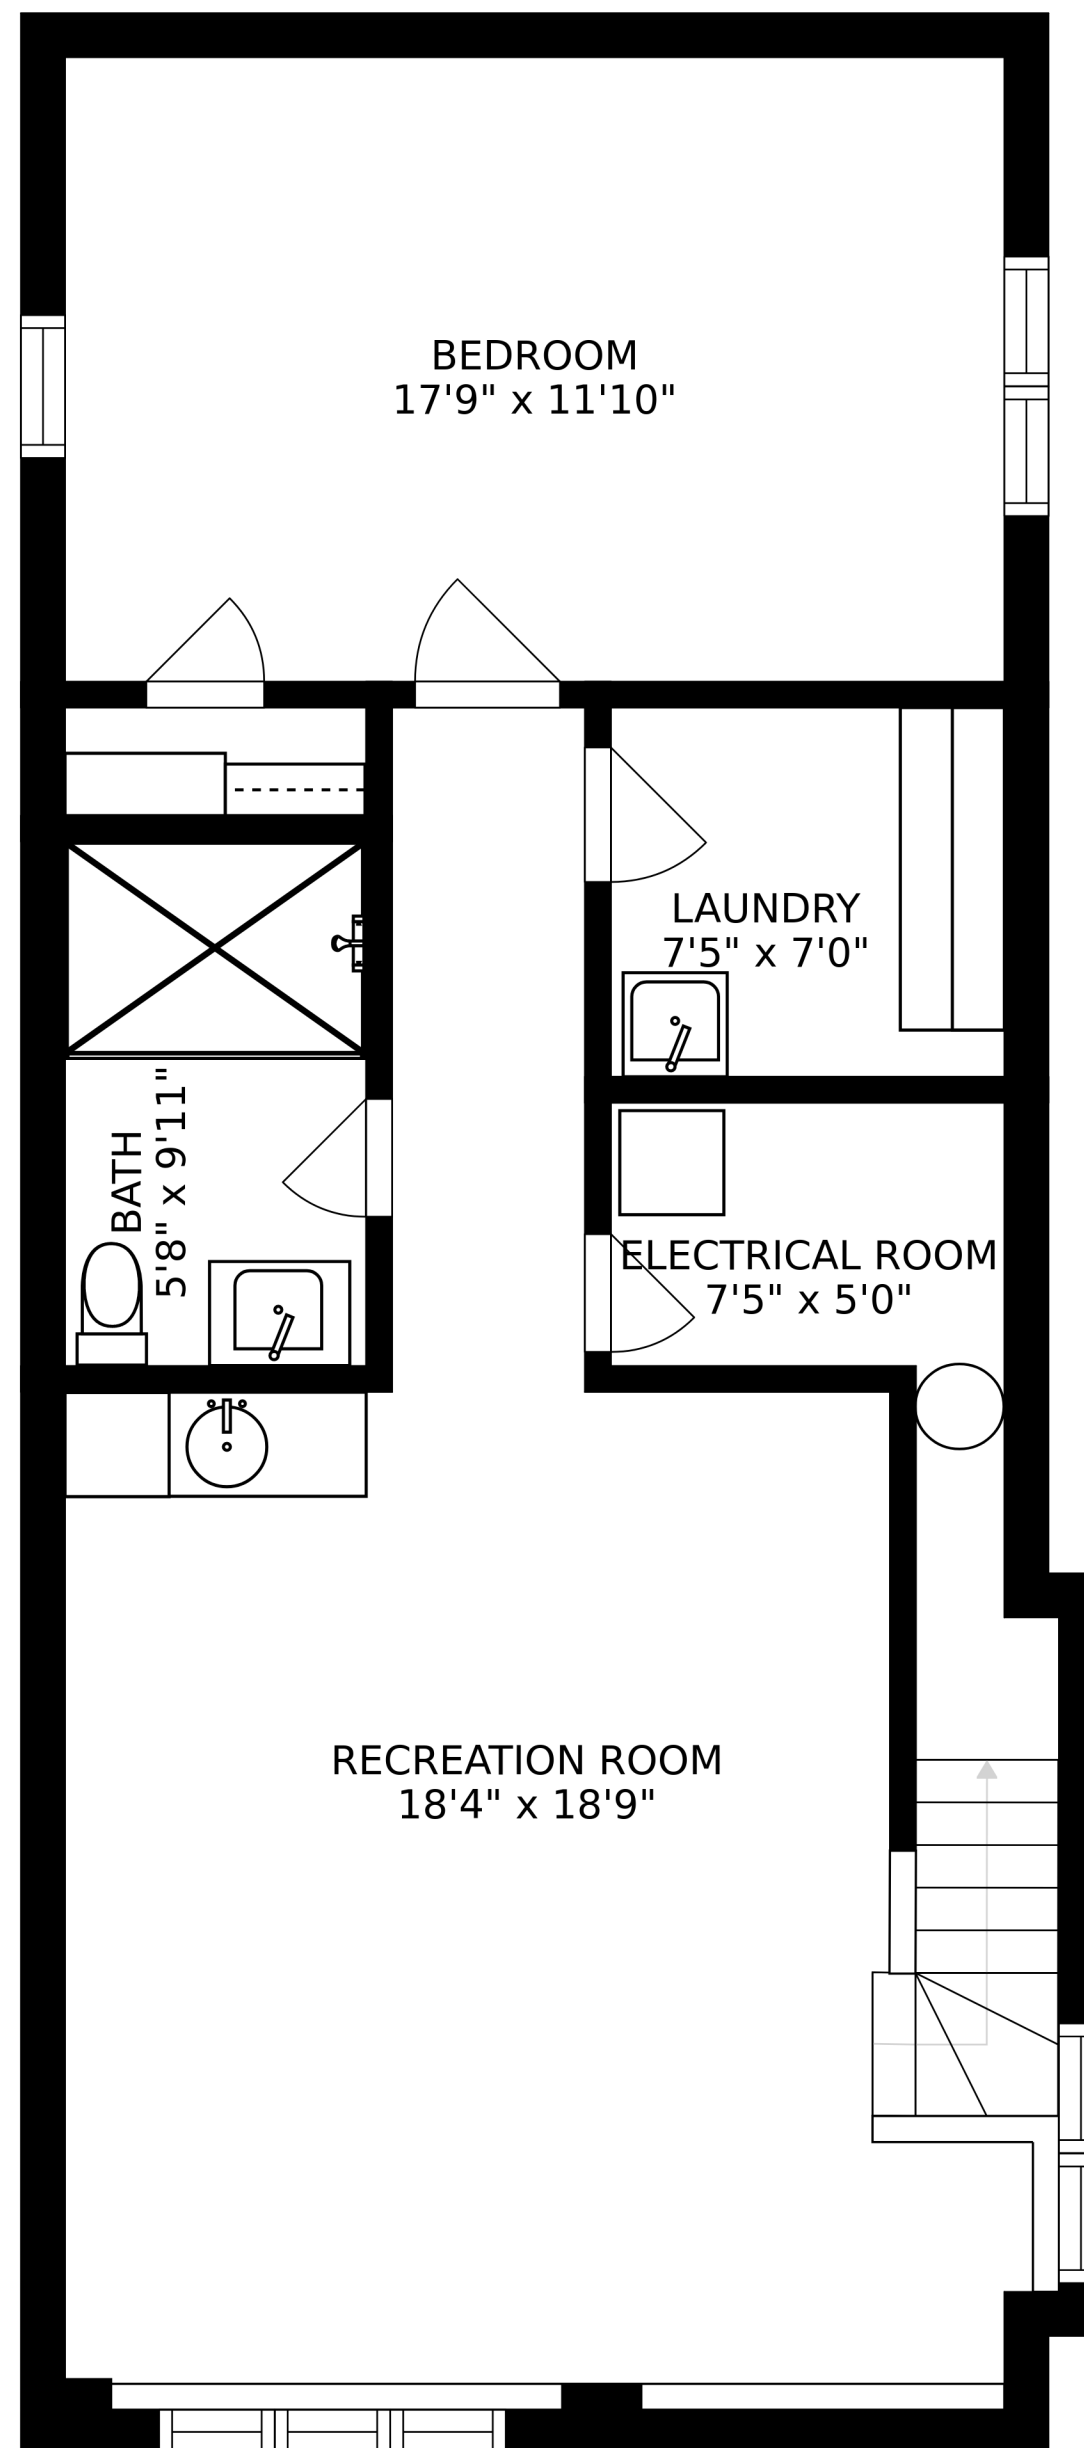 BEDROOM
17'9" x 11'10"
LAUNDRY
7'5" x 7'0"
BATH
5'8" x 9'11"
ELECTRICAL ROOM
7'5" x 5'0"
RECREATION ROOM
18'4" x 18'9"